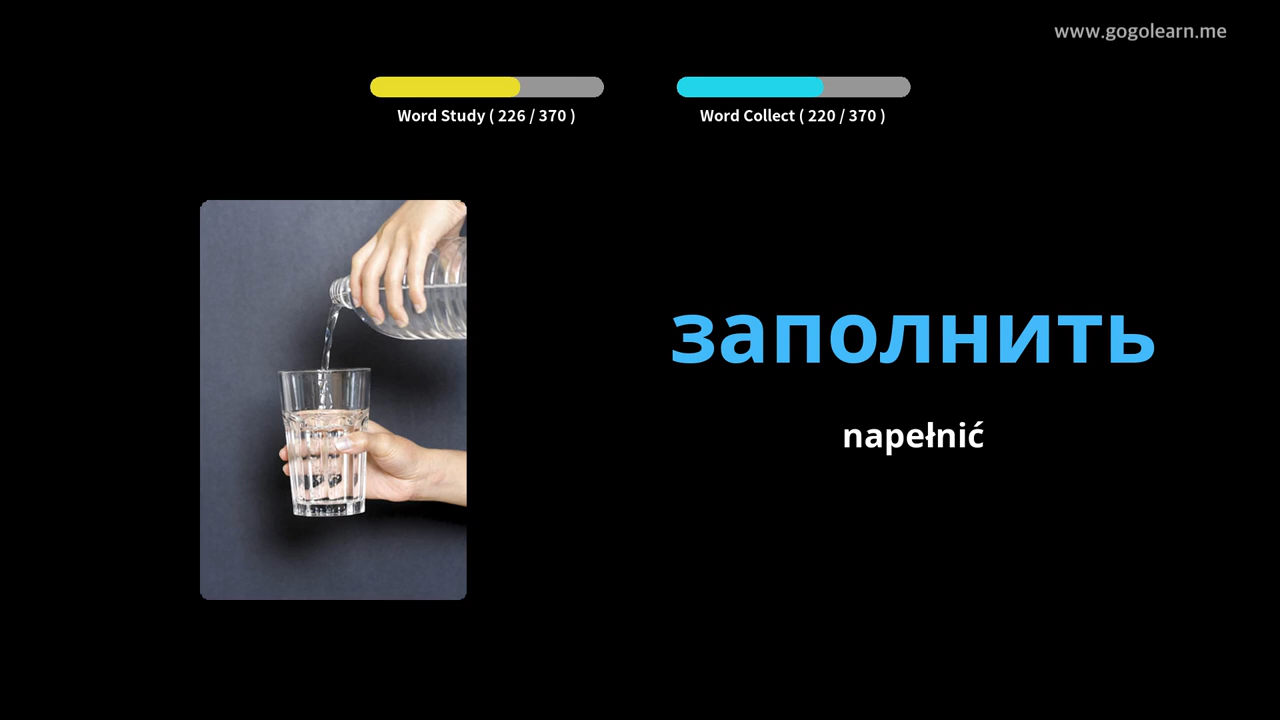 www.gogolearn.me
Word Study ( 226 / 370 )
Word Collect ( 220 / 370 )
заполнить
napełnić